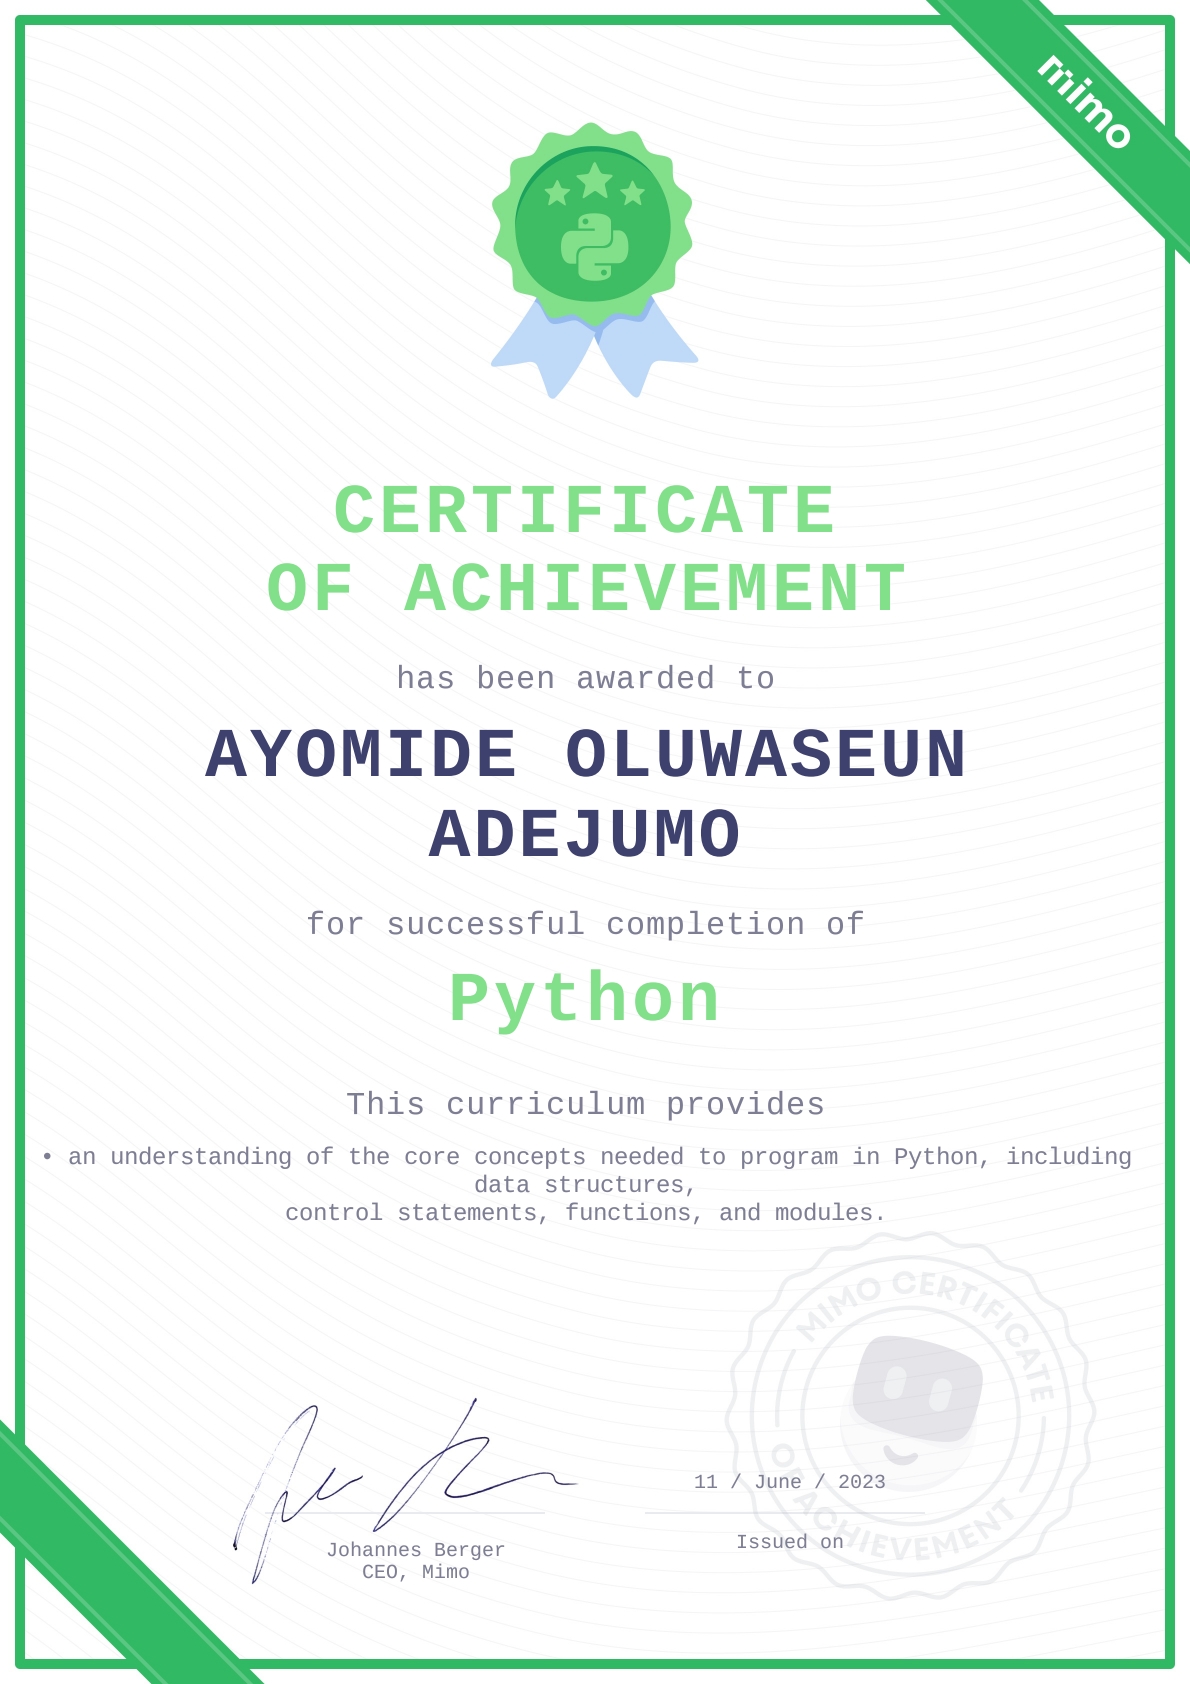 mimo
CERTIFICATE
OF ACHIEVEMENT
has been awarded to
AYOMIDE OLUWASEUN
ADEJUMO
for successful completion of
Python
This curriculum provides
• an understanding of the core concepts needed to program in Python, including
data structures,
control statements, functions, and modules.
MIMO CERTIFICATE
OF ACHIEVEMENT
11 / June / 2023
Issued on
Johannes Berger
CEO, Mimo